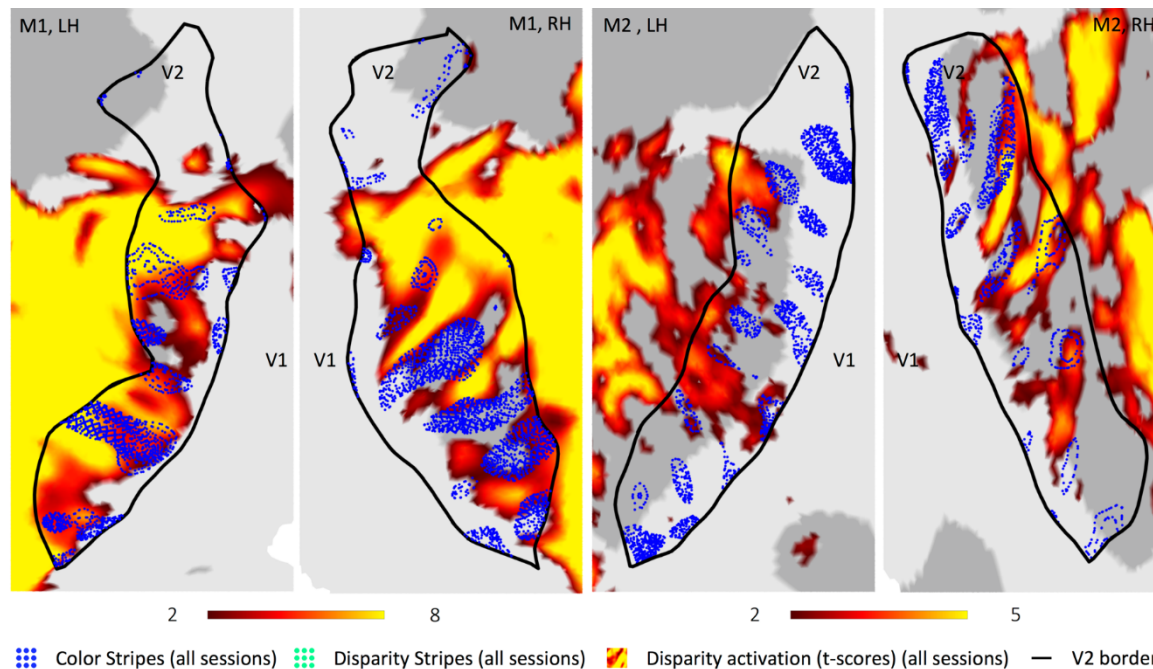 M1, LH
M1, RH
M2 , LH
M2, RH
V2
V2
V2
V2
V1
V1
V1
V1
2 8
2 5
Color Stripes (all sessions) Disparity Stripes (all sessions) Disparity activation (t-scores) (all sessions) V2 border